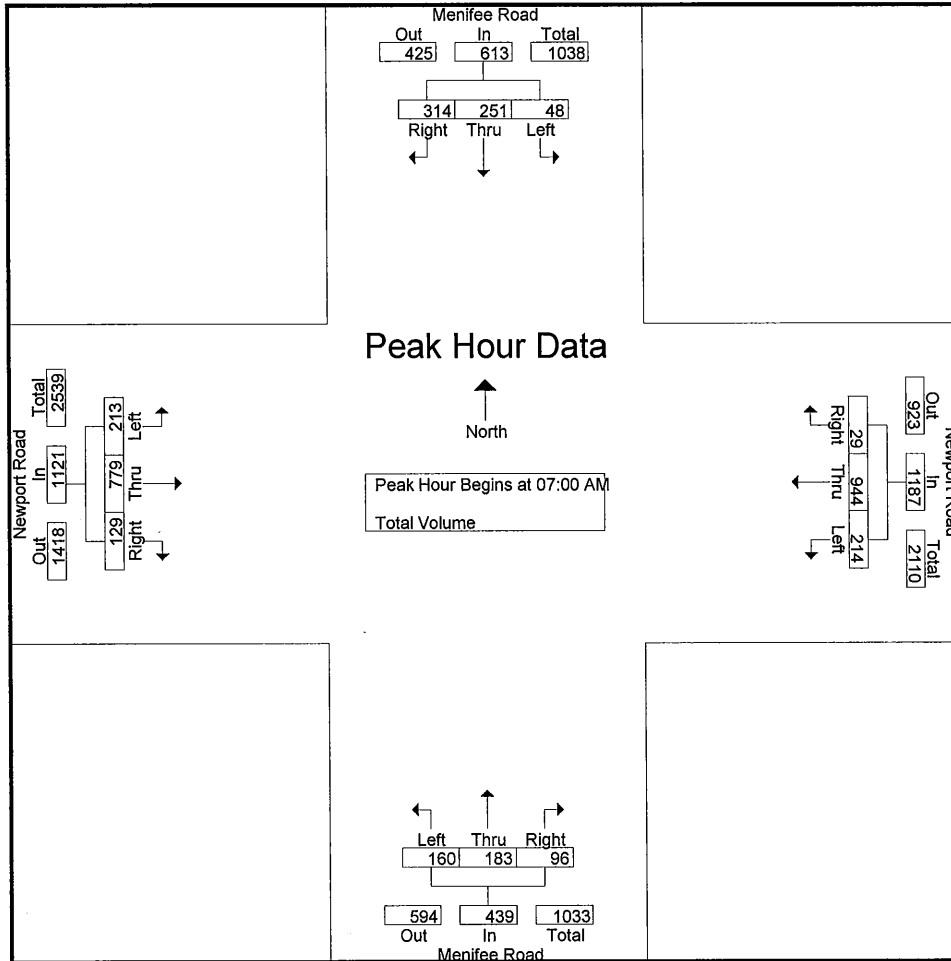 Menifee Road
Out In Total
425 613 1038
314 251 48
Right Thru Left
Peak Hour Data
North
Peak Hour Begins at 07:00 AM
Total Volume
Newport Road
Total In Out
2539 1121 1418
213 779 129
Left Thru Right
Right Thru Left
29 944 214
Out In Total
923 1187 2110
Newport Road
Left Thru Right
160 183 96
594 439 1033
Out In Total
Menifee Road